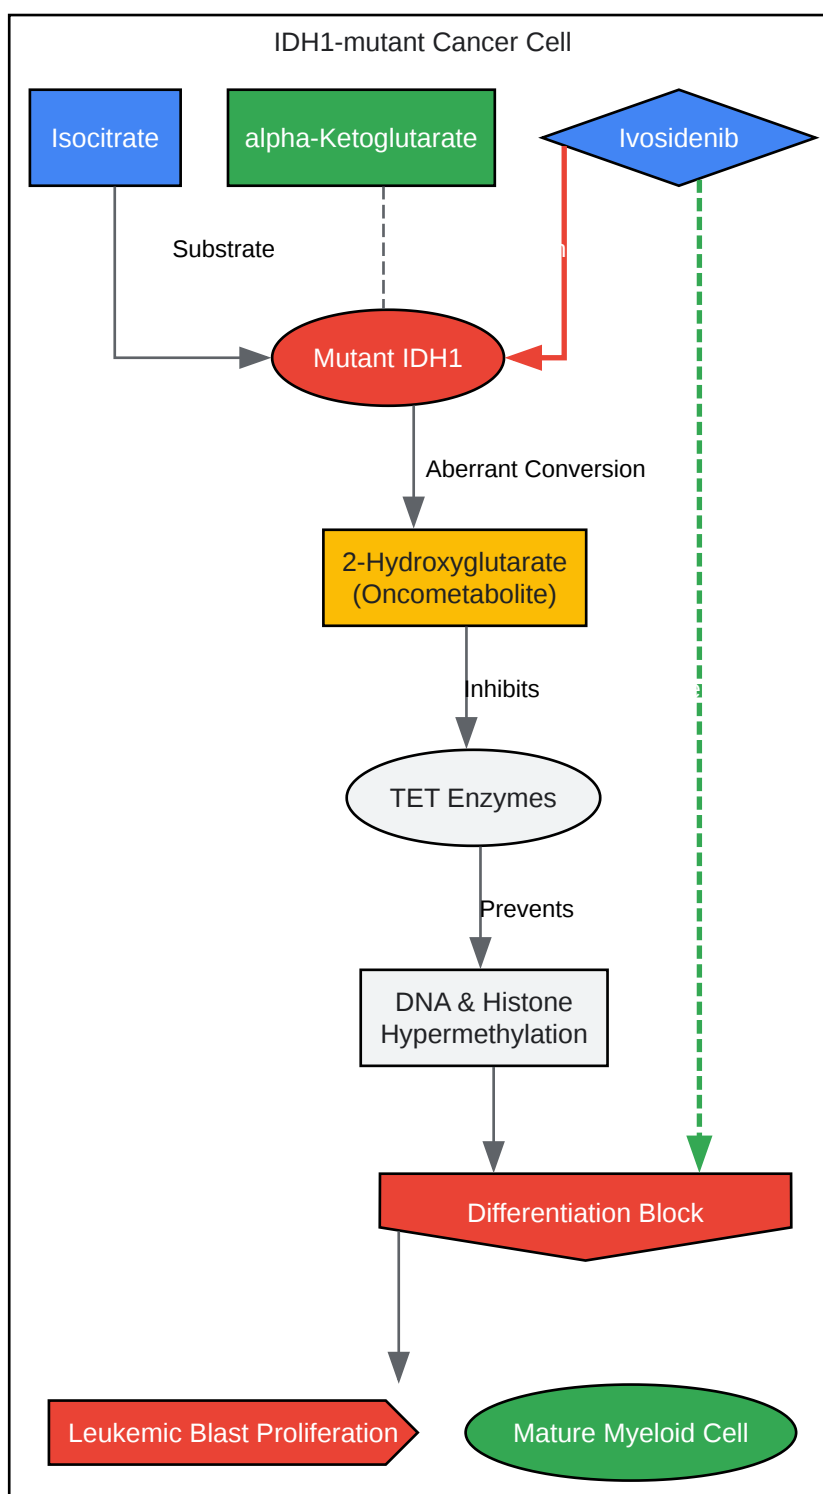 IDH1-mutant Cancer Cell
Isocitrate
alpha-Ketoglutarate
Ivosidenib
Substrate
Mutant IDH1
Aberrant Conversion
2-Hydroxyglutarate
(Oncometabolite)
Inhibits
TET Enzymes
Prevents
DNA & Histone
Hypermethylation
Differentiation Block
Leukemic Blast Proliferation
Mature Myeloid Cell